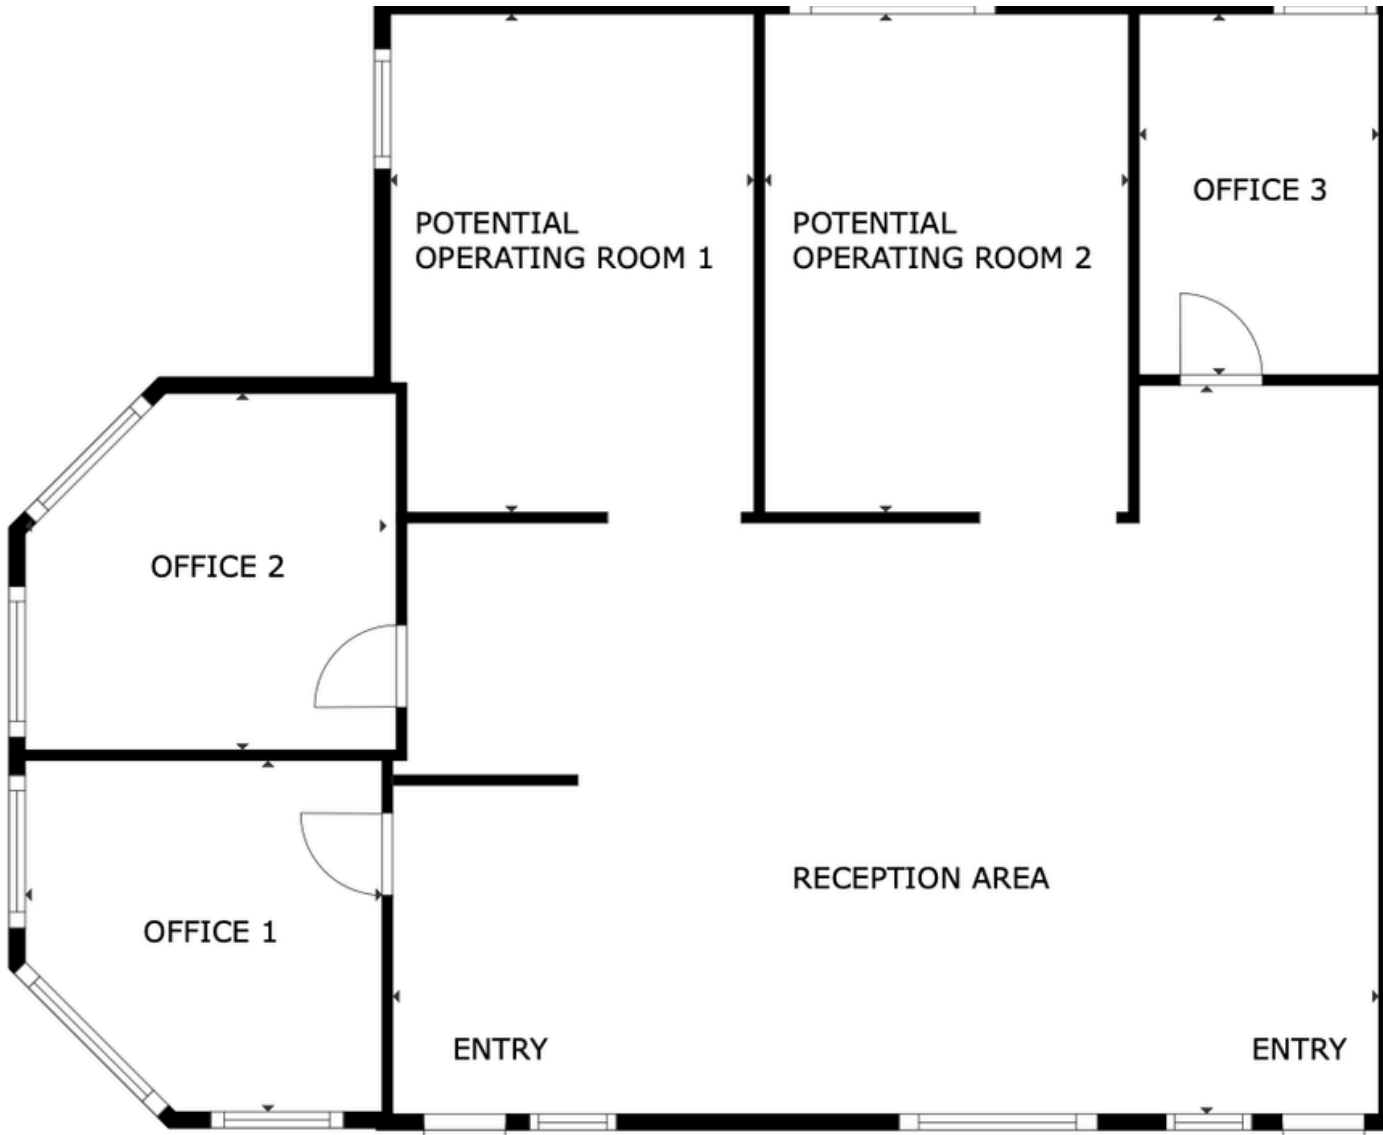 OFFICE 3
POTENTIAL
OPERATING ROOM 1
POTENTIAL
OPERATING ROOM 2
OFFICE 2
RECEPTION AREA
OFFICE 1
ENTRY
ENTRY